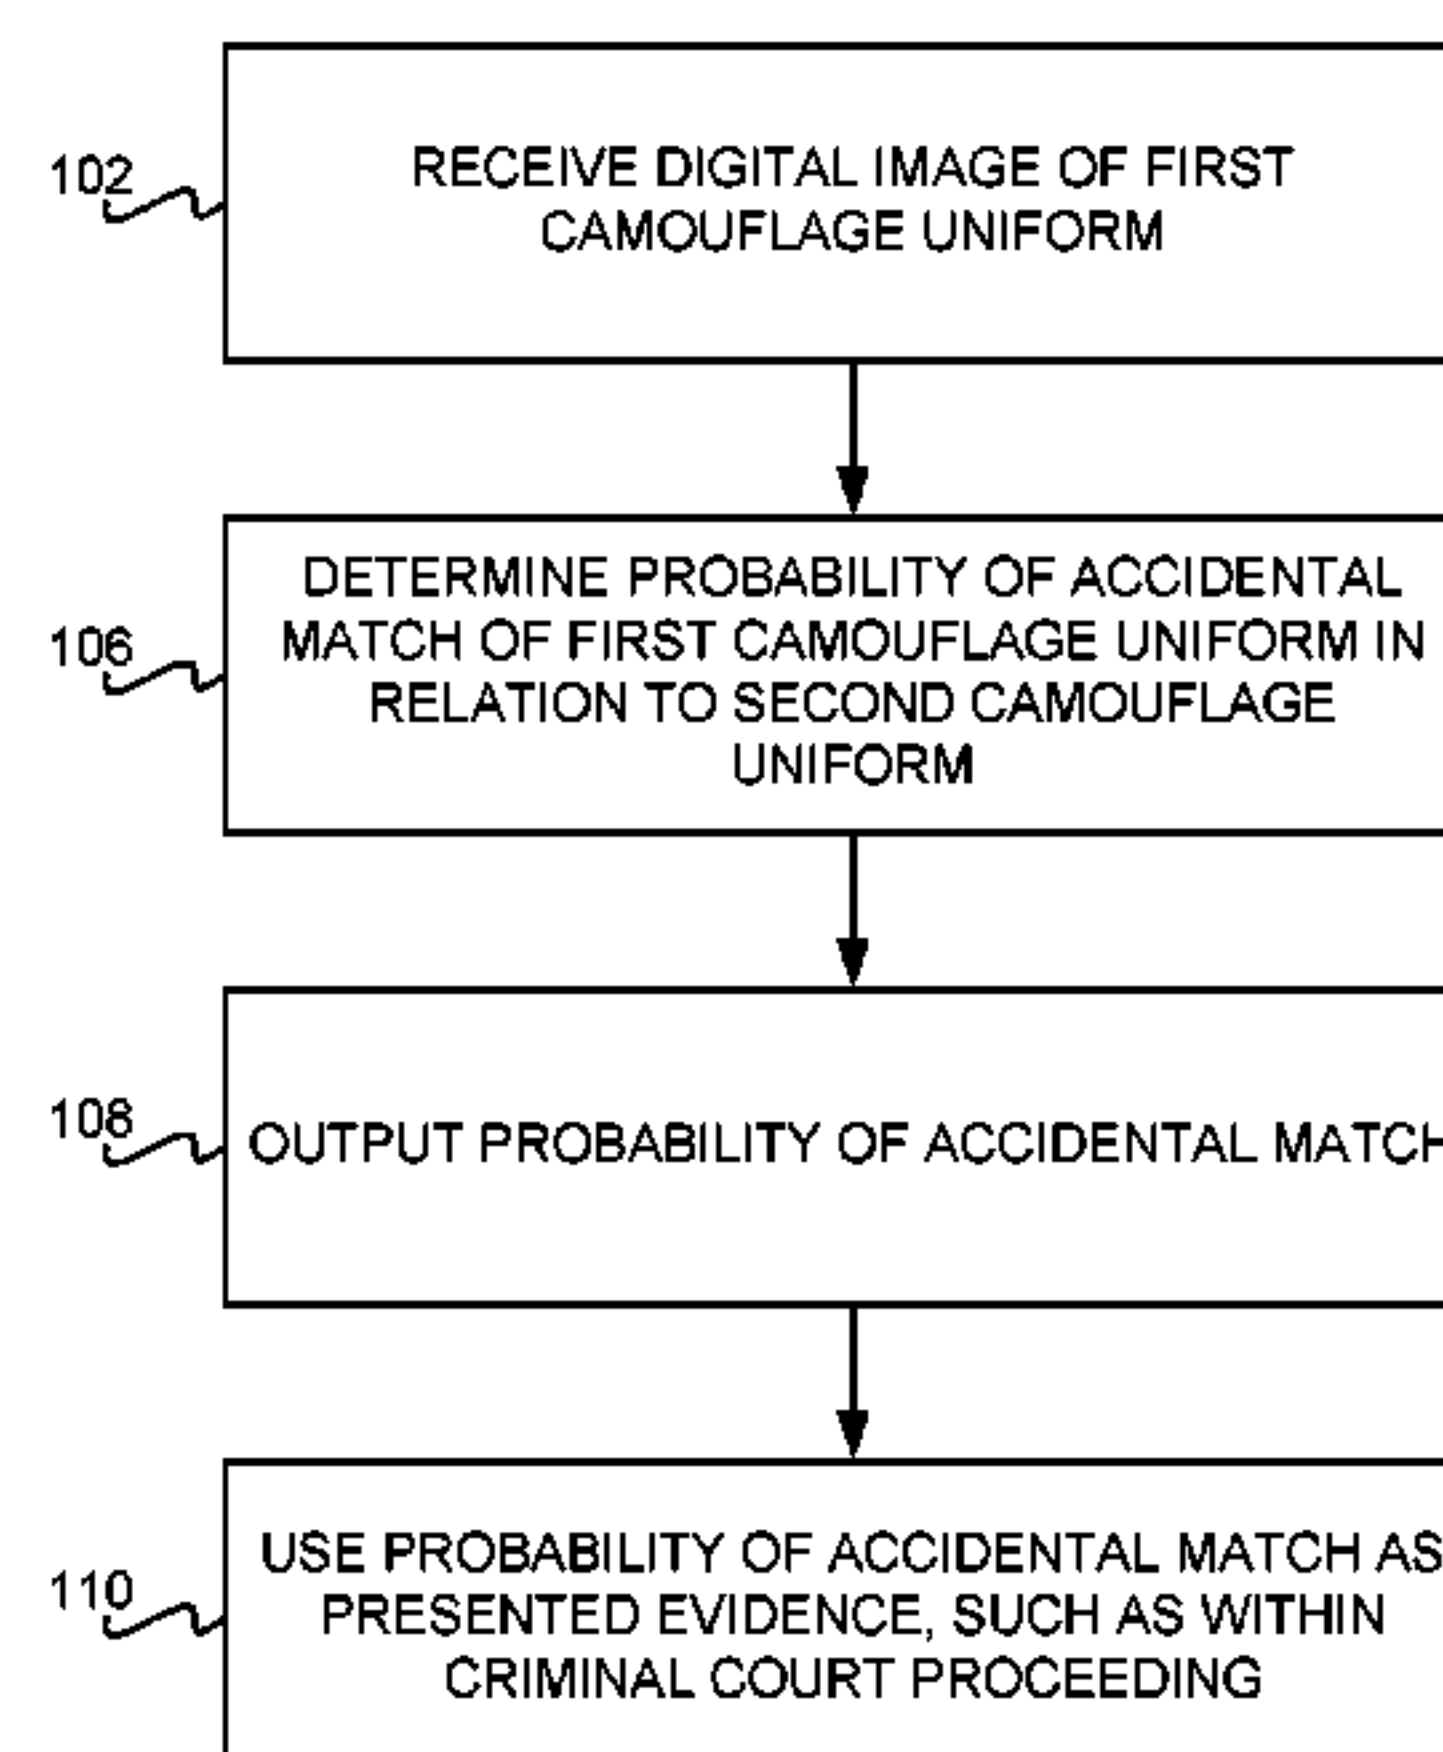 102
RECEIVE DIGITAL IMAGE OF FIRST
CAMOUFLAGE UNIFORM
106
DETERMINE PROBABILITY OF ACCIDENTAL
MATCH OF FIRST CAMOUFLAGE UNIFORM IN
RELATION TO SECOND CAMOUFLAGE
UNIFORM
108
OUTPUT PROBABILITY OF ACCIDENTAL MATCH
110
USE PROBABILITY OF ACCIDENTAL MATCH AS
PRESENTED EVIDENCE, SUCH AS WITHIN
CRIMINAL COURT PROCEEDING